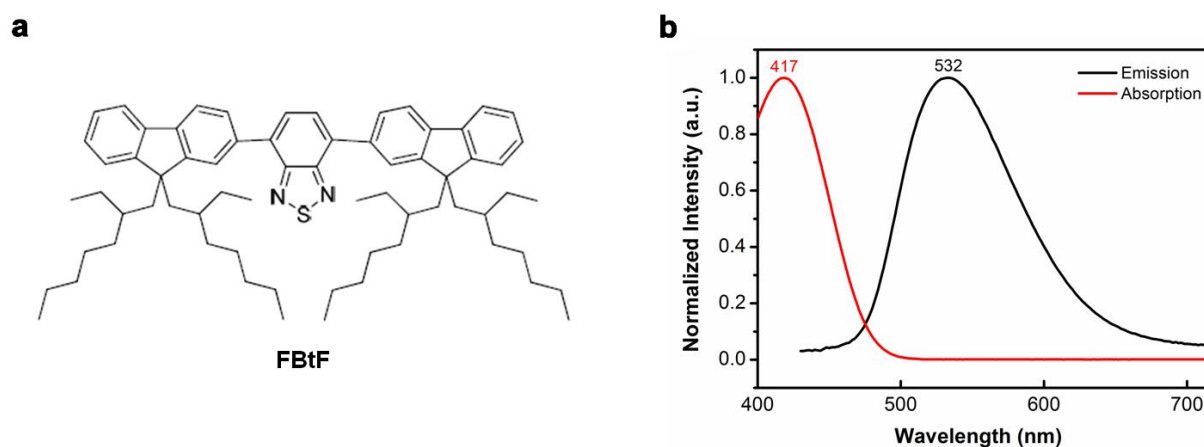 a
N
N
S
FBtF
b
417
532
Emission
Absorption
Normalized Intensity (a.u.)
1.0
0.8
0.6
0.4
0.2
0.0
400 500 600 700
Wavelength (nm)